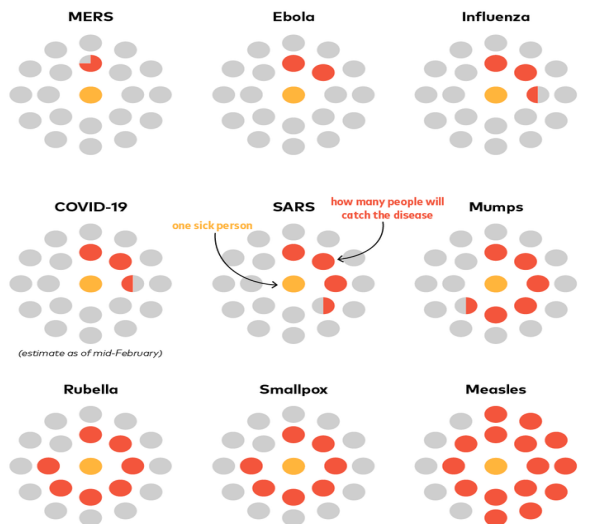 MERS
Ebola
Influenza
COVID-19
SARS
Mumps
one sick person
how many people will
catch the disease
(estimate as of mid-February)
Rubella
Smallpox
Measles